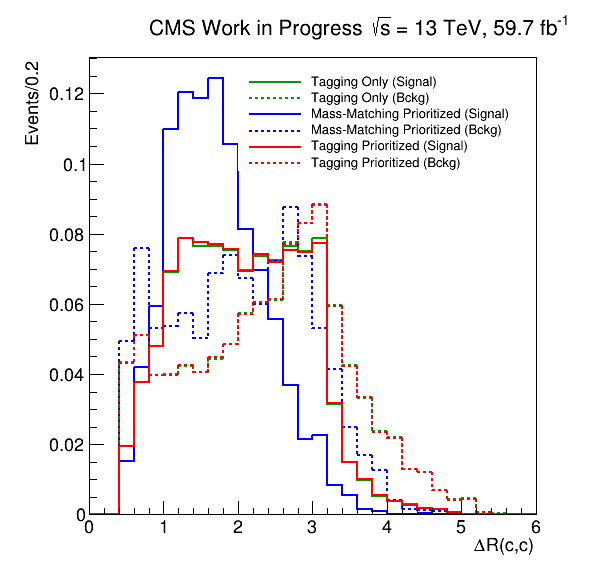 CMS Work in Progress √s = 13 TeV, 59.7 fb⁻¹
Events/0.2
Tagging Only (Signal)
Tagging Only (Bckg)
Mass-Matching Prioritized (Signal)
Mass-Matching Prioritized (Bckg)
Tagging Prioritized (Signal)
Tagging Prioritized (Bckg)
0.12
0.1
0.08
0.06
0.04
0.02
0
0 1 2 3 4 5 6
ΔR(c,c)